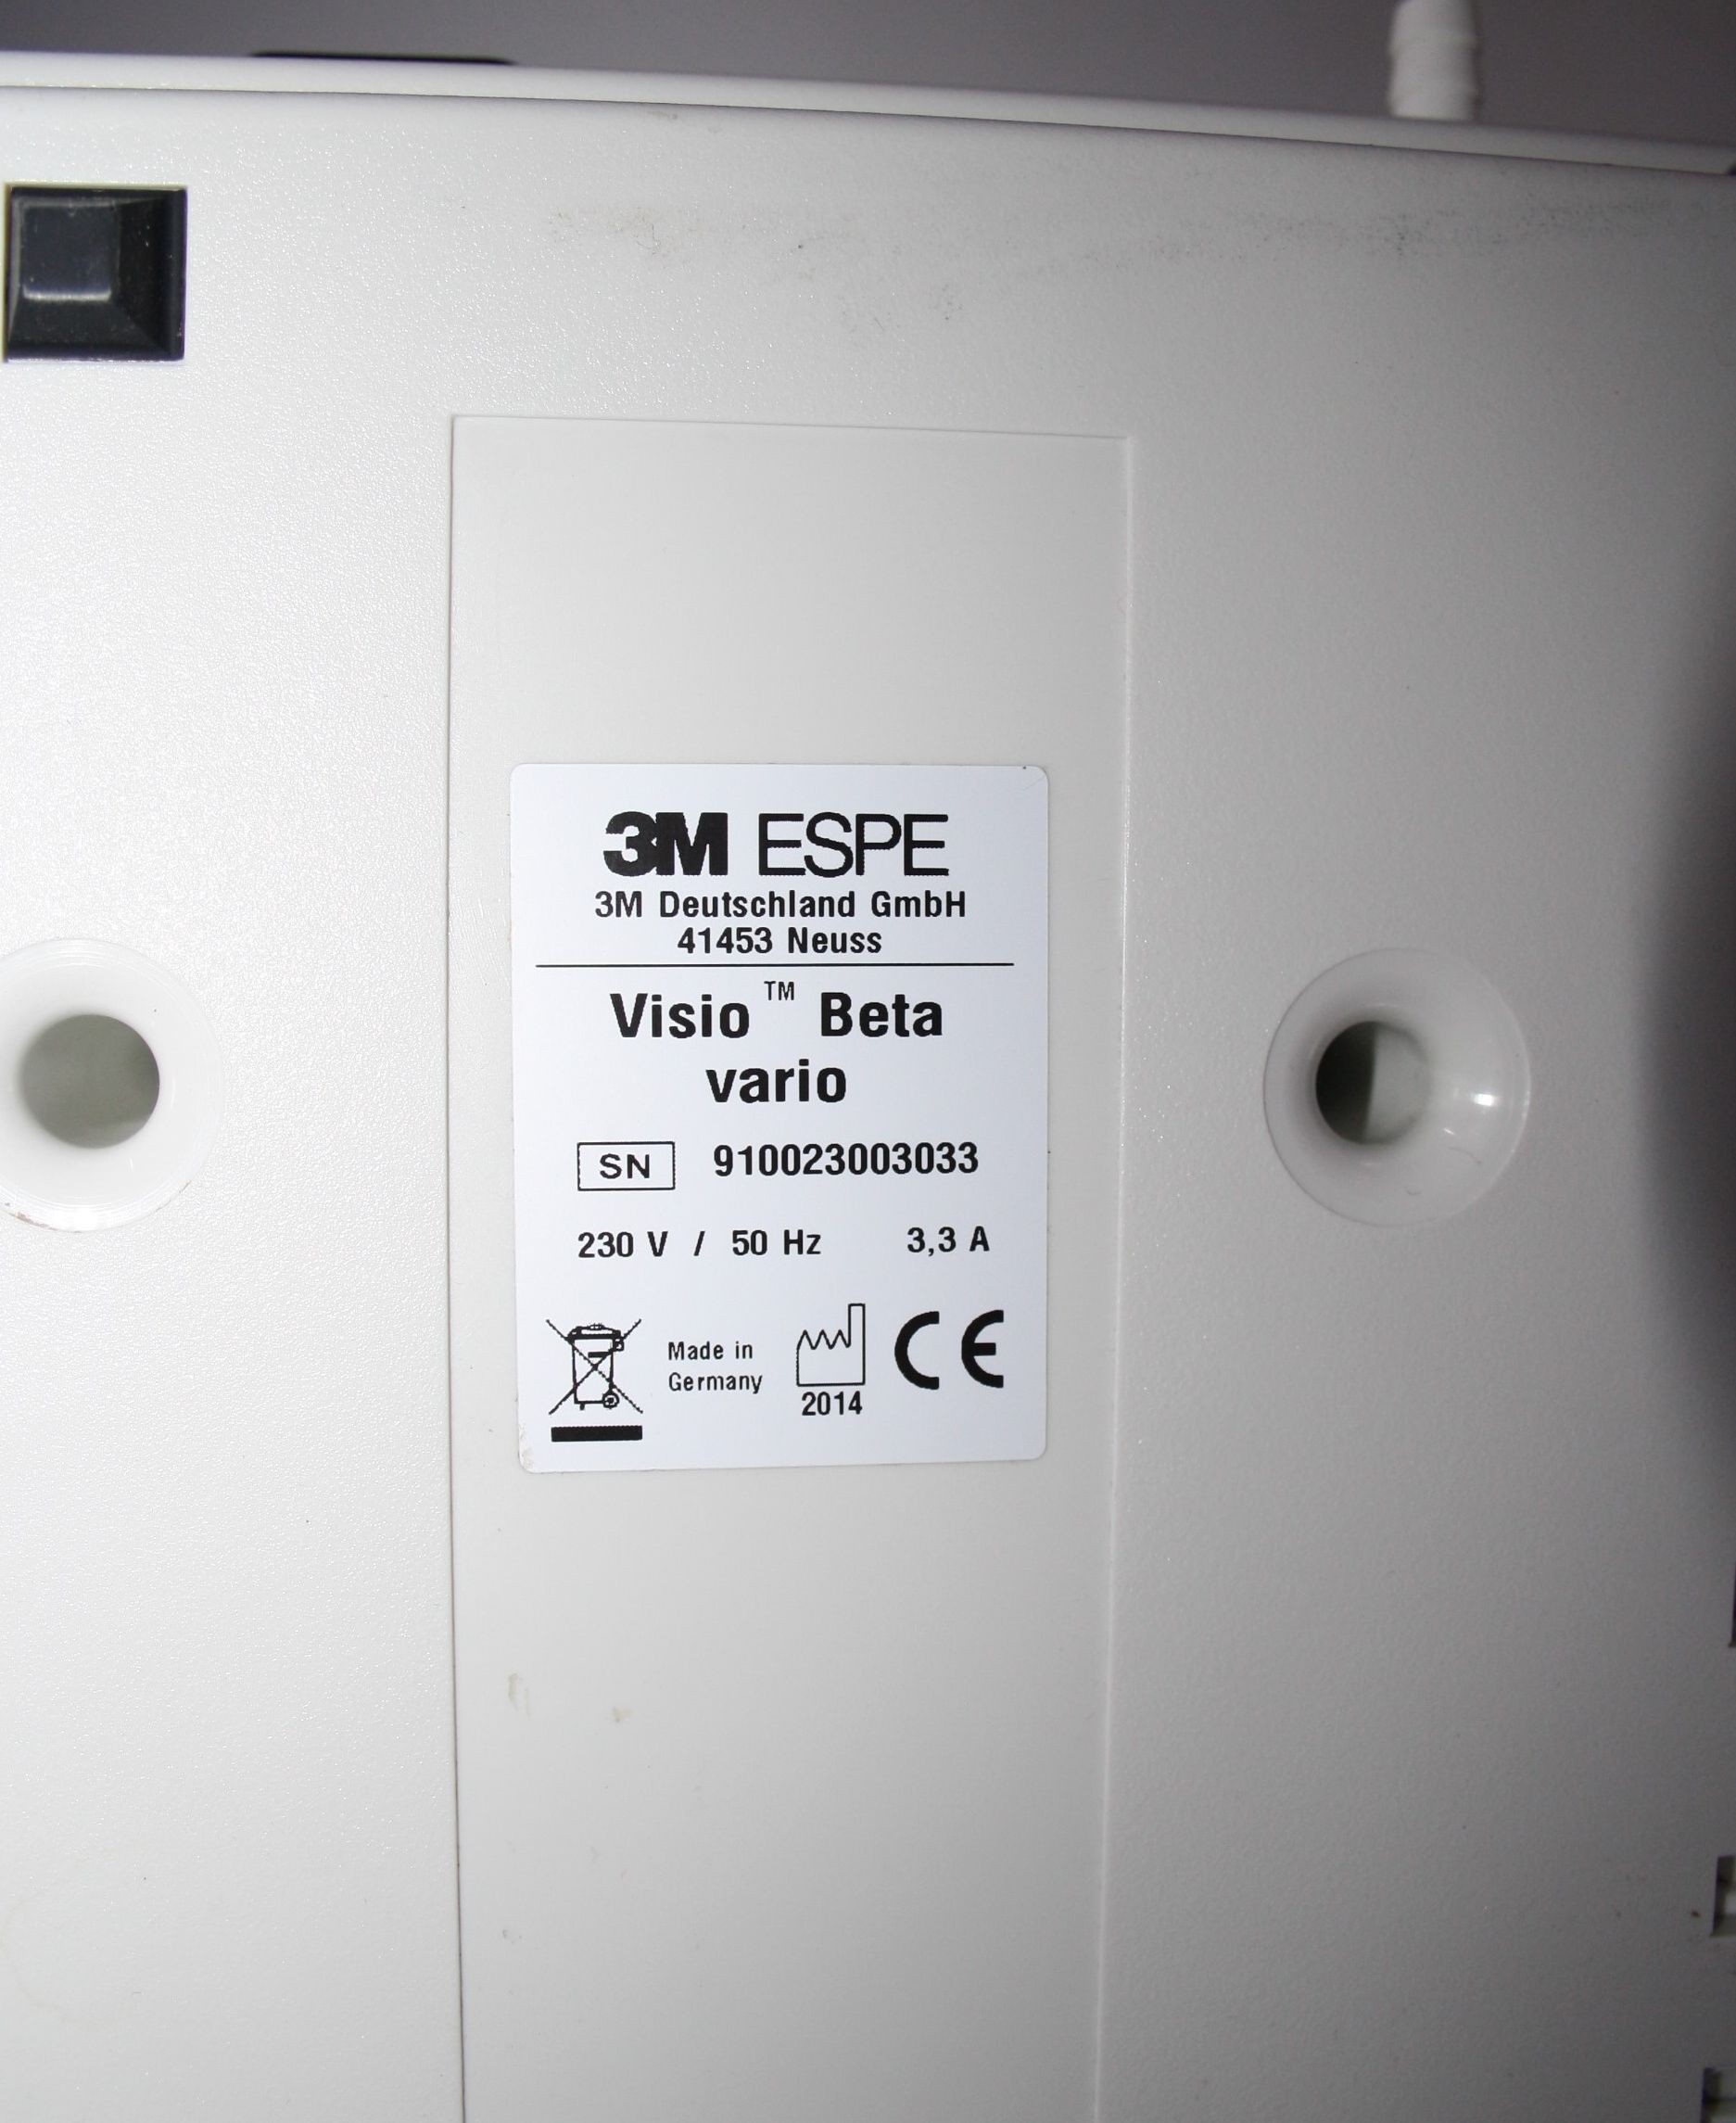 3M ESPE
3M Deutschland GmbH
41453 Neuss
Visio™ Beta
vario
SN 910023003033
230 V / 50 Hz 3,3 A
Made in
Germany
2014
CE